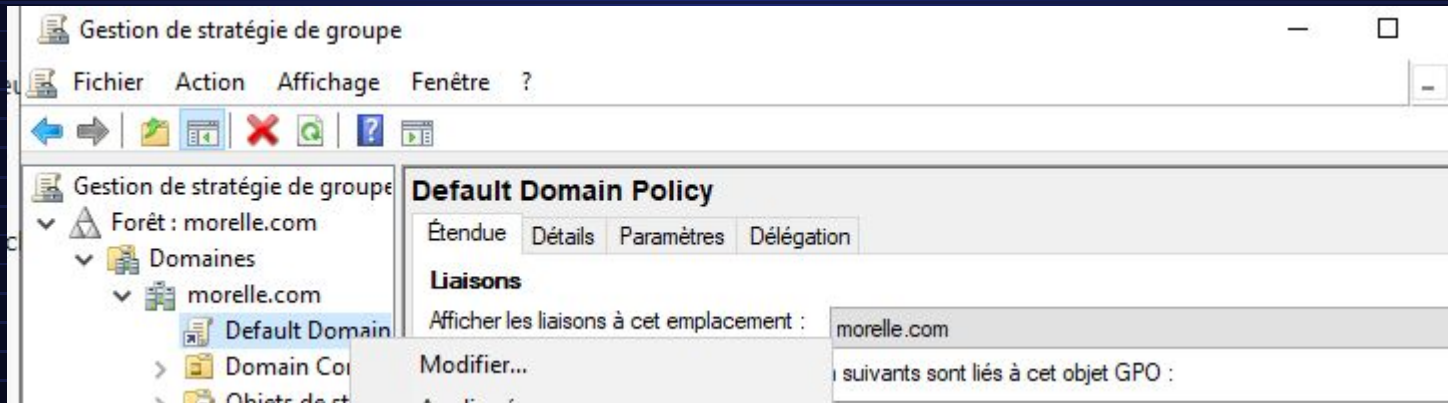 Gestion de stratégie de groupe
Fichier Action Affichage Fenêtre ?
Gestion de stratégie de groupe
Forêt : morelle.com
Domaines
morelle.com
Default Domain
Domain
Default Domain Policy
Étendue Détails Paramètres Délégation
Liaisons
Afficher les liaisons à cet emplacement : morelle.com
suivants sont liés à cet objet GPO :
Modifier...